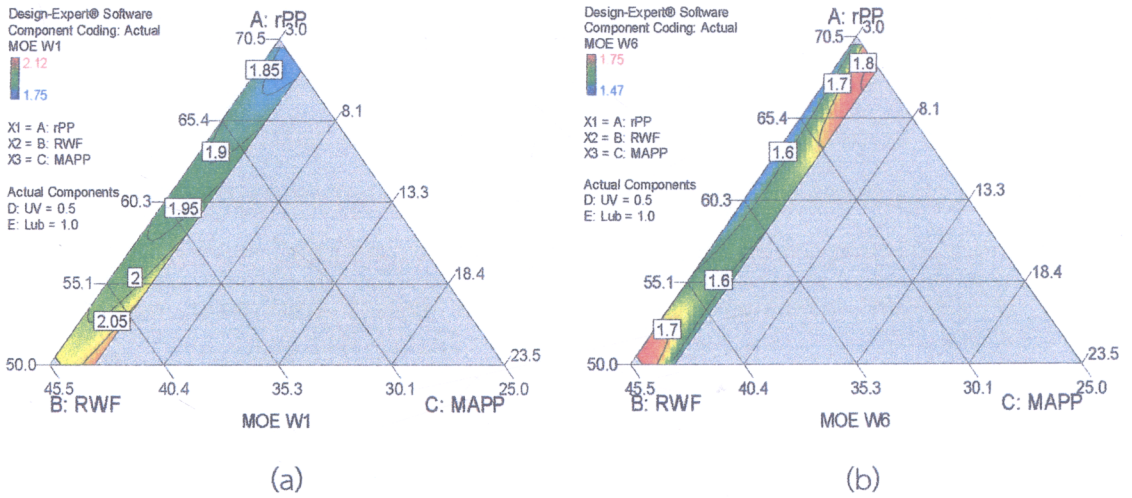 Design-Expert® Software
Component Coding: Actual
MOE W1
2.12
1.75
X1 = A: rPP
X2 = B: RWF
X3 = C: MAPP
Actual Components
D: UV = 0.5
E: Lub = 1.0
A: rPP
70.5
3.0
1.85
65.4
8.1
1.9
60.3
1.95
13.3
55.1
2
18.4
2.05
50.0
23.5
45.5
40.4
35.3
30.1
25.0
B: RWF
C: MAPP
MOE W1
(a)
Design-Expert® Software
Component Coding: Actual
MOE W6
1.75
1.47
X1 = A: rPP
X2 = B: RWF
X3 = C: MAPP
Actual Components
D: UV = 0.5
E: Lub = 1.0
A: rPP
70.5
3.0
1.8
1.7
65.4
8.1
1.6
60.3
13.3
55.1
1.6
18.4
1.7
50.0
23.5
45.5
40.4
35.3
30.1
25.0
B: RWF
C: MAPP
MOE W6
(b)